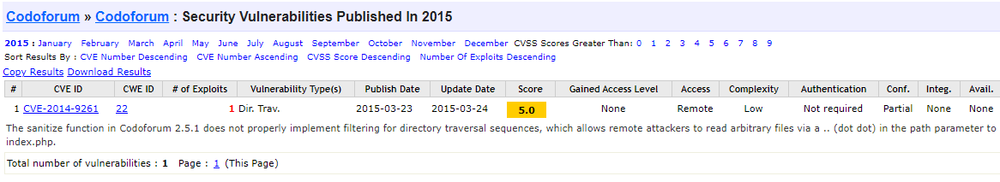 Codoforum » Codoforum : Security Vulnerabilities Published In 2015
2015 : January February March April May June July August September October November December CVSS Scores Greater Than: 0 1 2 3 4 5 6 7 8 9
Sort Results By : CVE Number Descending CVE Number Ascending CVSS Score Descending Number Of Exploits Descending
Copy Results Download Results
# CVE ID CWE ID # of Exploits Vulnerability Type(s) Publish Date Update Date Score Gained Access Level Access Complexity Authentication Conf. Integ. Avail.
1 CVE-2014-9261 22 1 Dir. Trav. 2015-03-23 2015-03-24 5.0 None Remote Low Not required Partial None None
The sanitize function in Codoforum 2.5.1 does not properly implement filtering for directory traversal sequences, which allows remote attackers to read arbitrary files via a .. (dot dot) in the path parameter to
index.php.
Total number of vulnerabilities : 1 Page : 1 (This Page)